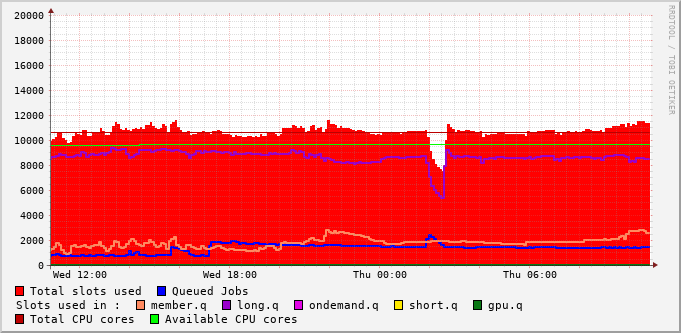 20000
18000
16000
14000
12000
10000
8000
6000
4000
2000
0
Wed 12:00 Wed 18:00 Thu 00:00 Thu 06:00
RRDTOOL / TOBI OETIKER
Total slots used Queued Jobs
Slots used in : member.q long.q ondemand.q short.q gpu.q
Total CPU cores Available CPU cores